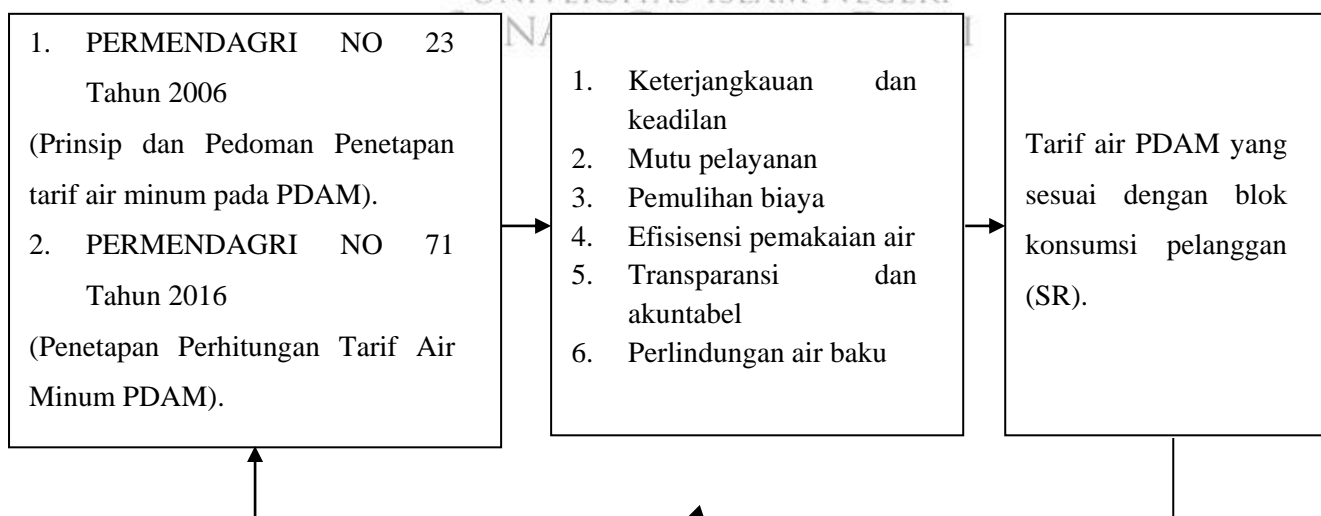 UNIVERSITAS ISLAM NEGERI
1. PERMENDAGRI NO 23
Tahun 2006
(Prinsip dan Pedoman Penetapan
tarif air minum pada PDAM).
2. PERMENDAGRI NO 71
Tahun 2016
(Penetapan Perhitungan Tarif Air
Minum PDAM).
1. Keterjangkauan dan
keadilan
2. Mutu pelayanan
3. Pemulihan biaya
4. Efisisensi pemakaian air
5. Transparansi dan
akuntabel
6. Perlindungan air baku
Tarif air PDAM yang
sesuai dengan blok
konsumsi pelanggan
(SR).